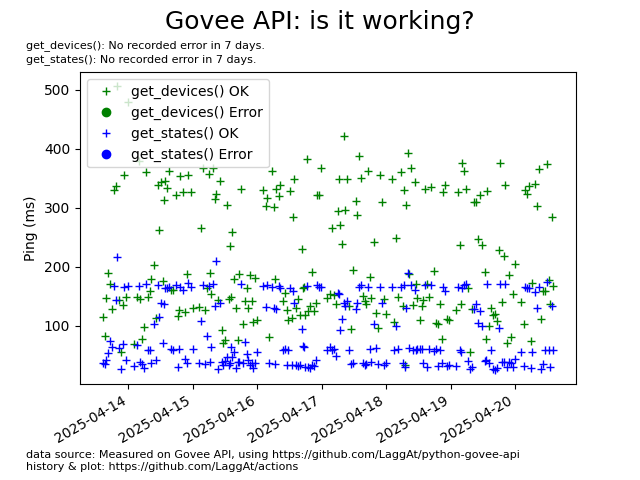 Govee API: is it working?
get_devices(): No recorded error in 7 days.
get_states(): No recorded error in 7 days.
get_devices() OK
get_devices() Error
get_states() OK
get_states() Error
500
400
300
200
100
Ping (ms)
2025-04-14
2025-04-15
2025-04-16
2025-04-17
2025-04-18
2025-04-19
2025-04-20
data source: Measured on Govee API, using https://github.com/LaggAt/python-govee-api
history & plot: https://github.com/LaggAt/actions